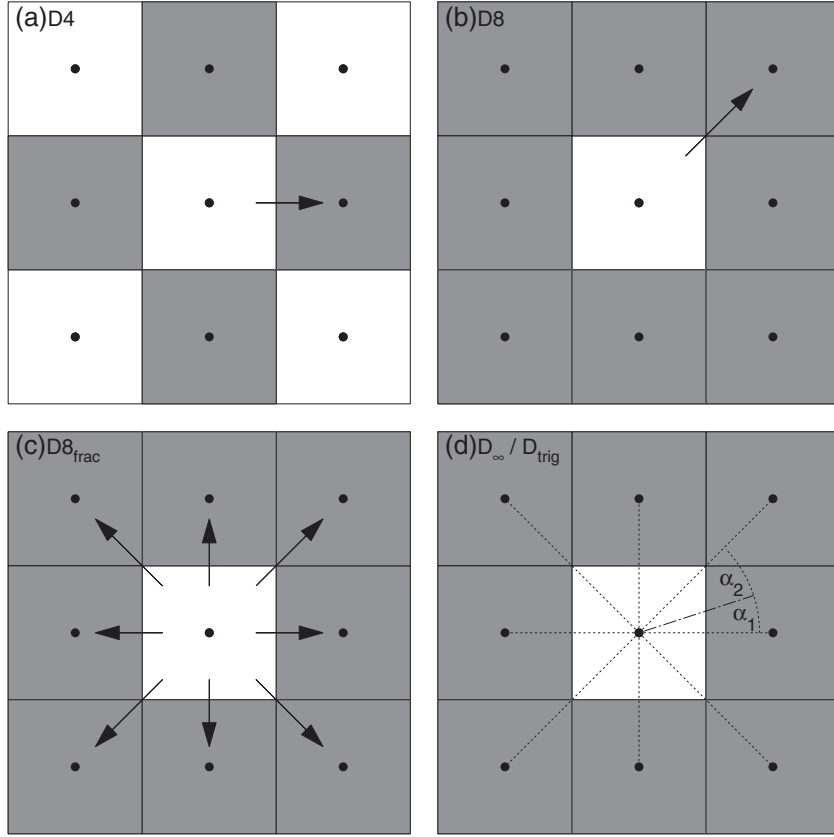 (a)D4
(b)D8
(c)D8frac
(d)D∞ / Dtrig
α2
α1